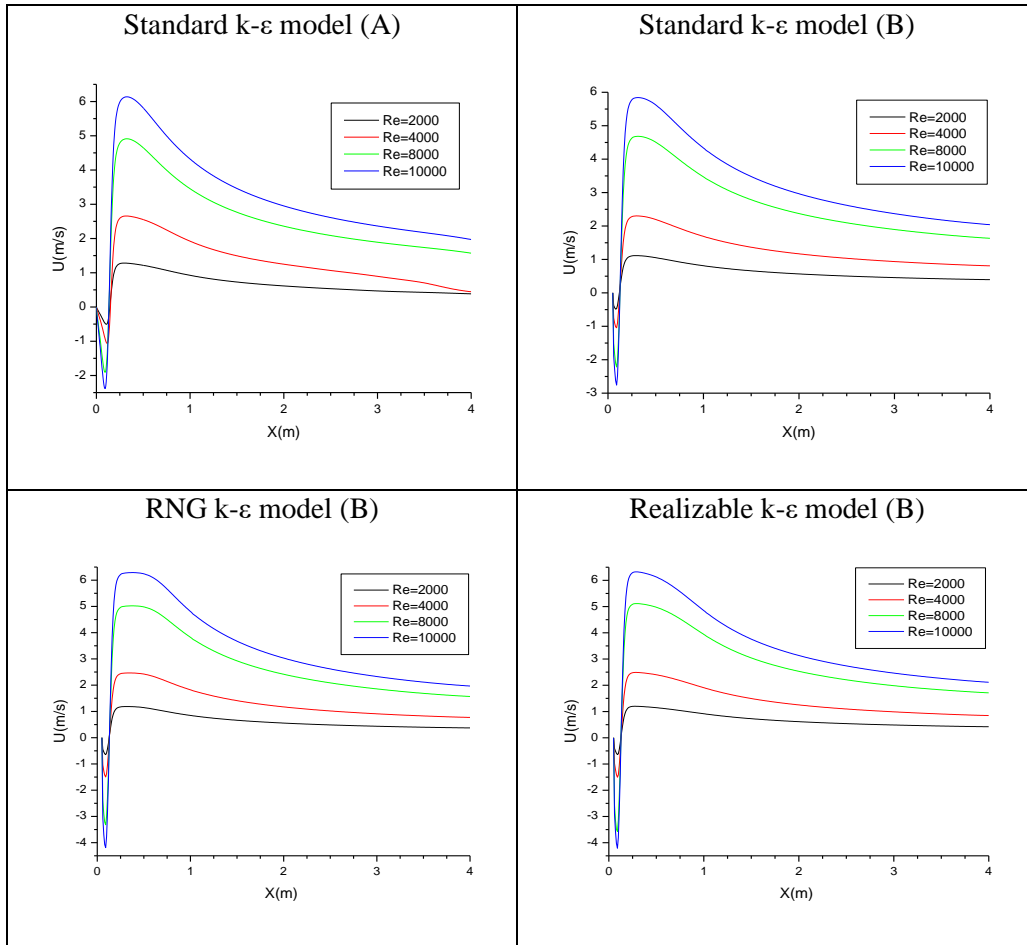 Standard k-ε model (A)
6
5
4
3
2
1
0
-1
-2
U(m/s)
0
1
2
3
4
X(m)
Re=2000
Re=4000
Re=8000
Re=10000
Standard k-ε model (B)
6
5
4
3
2
1
0
-1
-2
-3
U(m/s)
0
1
2
3
4
X(m)
Re=2000
Re=4000
Re=8000
Re=10000
RNG k-ε model (B)
6
5
4
3
2
1
0
-1
-2
-3
-4
U(m/s)
0
1
2
3
4
X(m)
Re=2000
Re=4000
Re=8000
Re=10000
Realizable k-ε model (B)
6
5
4
3
2
1
0
-1
-2
-3
-4
U(m/s)
0
1
2
3
4
X(m)
Re=2000
Re=4000
Re=8000
Re=10000